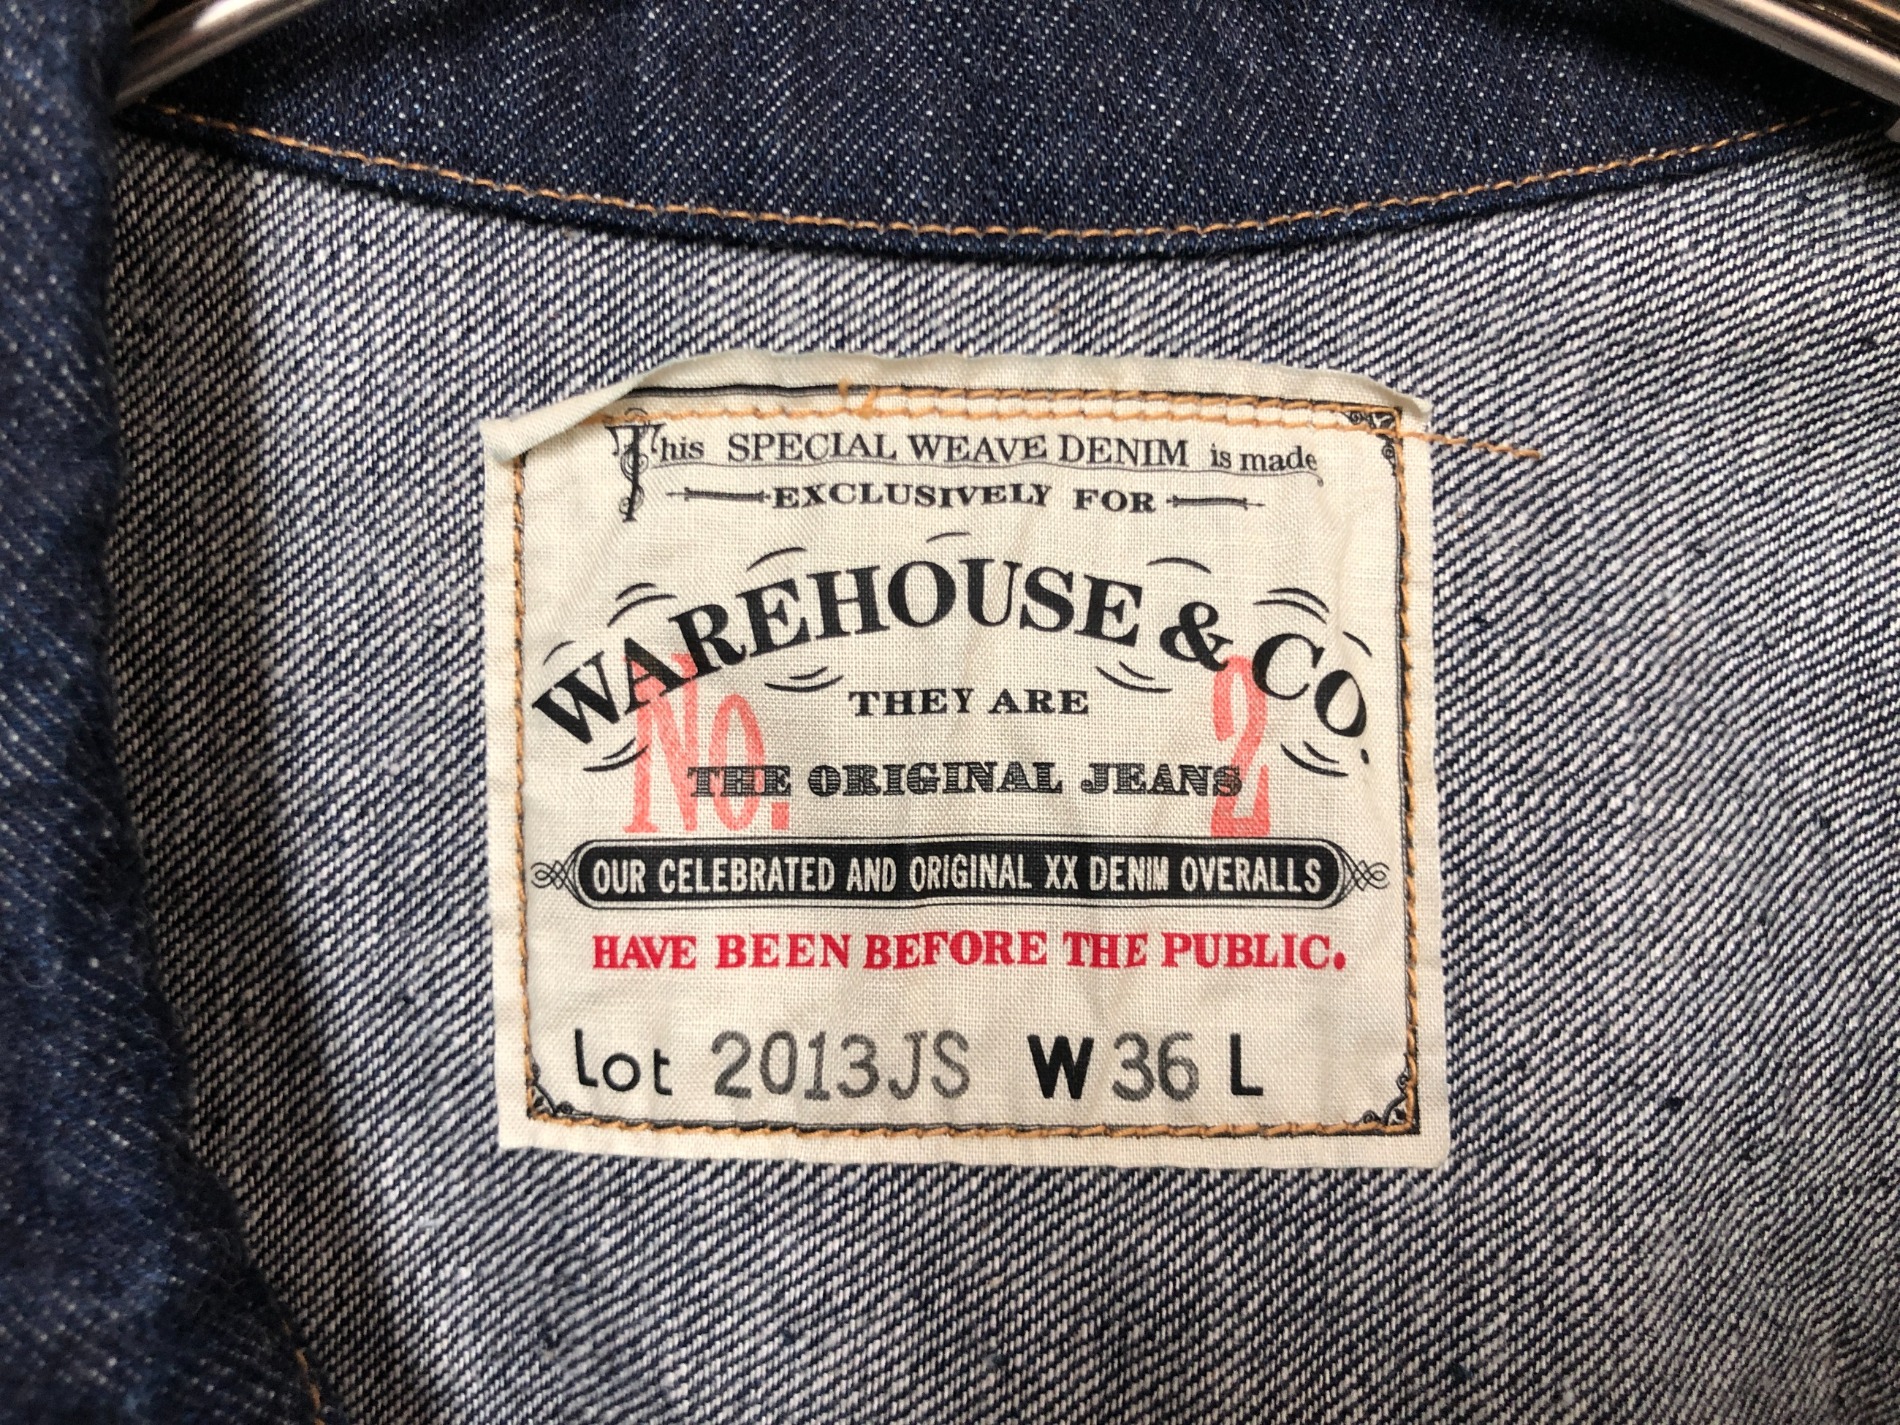 This SPECIAL WEAVE DENIM is made
EXCLUSIVELY FOR
WAREHOUSE & CO.
THEY ARE
No. 2
THE ORIGINAL JEANS
OUR CELEBRATED AND ORIGINAL XX DENIM OVERALLS
HAVE BEEN BEFORE THE PUBLIC.
Lot 2013JS W36 L